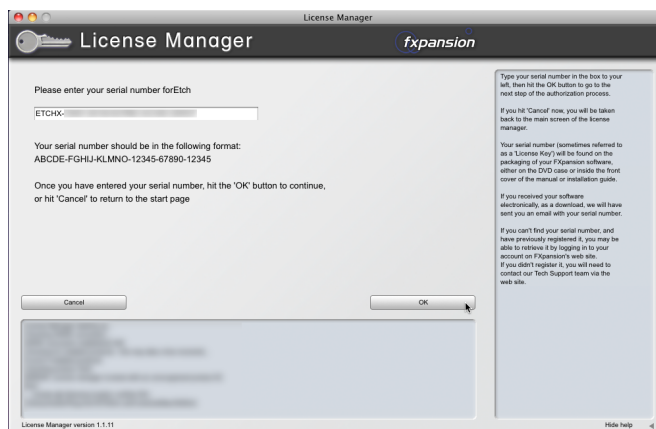 License Manager
License Manager
fxpansion
Please enter your serial number forEtch
ETCHX-
Your serial number should be in the following format:
ABCDE-FGHIJ-KLMNO-12345-67890-12345
Once you have entered your serial number, hit the 'OK' button to continue,
or hit 'Cancel' to return to the start page
Cancel
OK
Type your serial number in the box to your
left, then hit the OK button to go to the
next step of the authorization process.
If you hit 'Cancel' now, you will be taken
back to the main screen of the license
manager.
Your serial number (sometimes referred to
as a 'License Key') will be found on the
packaging of your FXpansion software,
either on the DVD case or inside the front
cover of the manual or installation guide.
If you received your software
electronically, as a download, we will have
sent you an email with your serial number.
If you can't find your serial number, and
have previously registered it, you may be
able to retrieve it by logging in to your
account on FXpansion's web site.
If you didn't register it, you will need to
contact our Tech Support team via the
web site.
License Manager version 1.1.11
Hide help